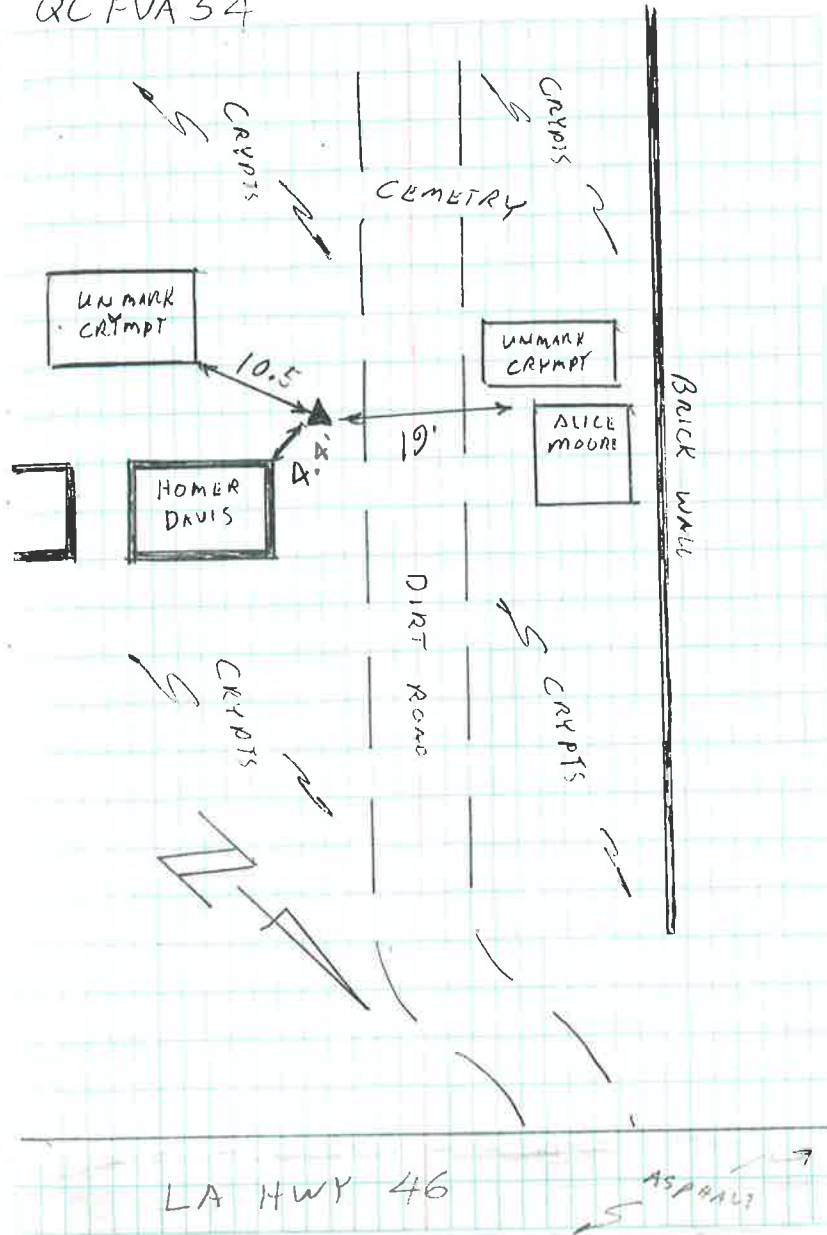 QC FVA 54
CRYPTS
CRYPTS
CEMETRY
UNMARK
CRYMPT
UNMARK
CRYMPT
10.5
19'
4.4'
ALICE
MOORE
HOMER
DAVIS
BRICK WALL
DIRT ROAD
CRYPTS
CRYPTS
N
LA HWY 46
ASPHALT